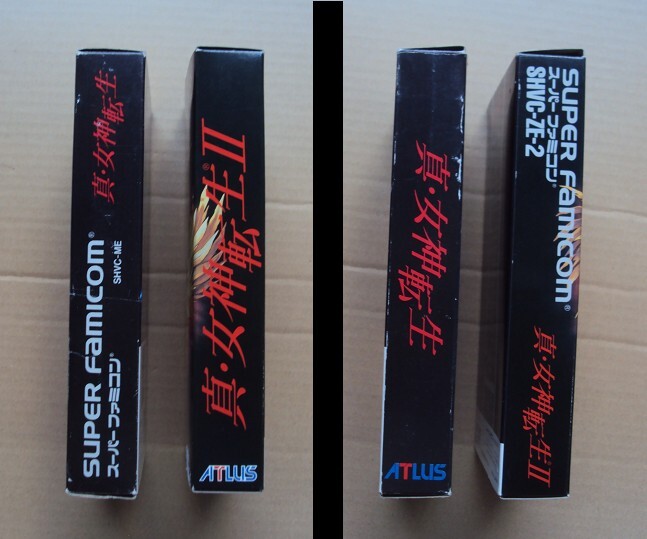 SUPER FAMICOM®
スーパーファミコン®
SHVC-ME
真・女神転生
真・女神転生II®
ATLUS
真・女神転生
ATLUS
SUPER FAMICOM®
スーパーファミコン®
SHVC-ZE-2
真・女神転生II